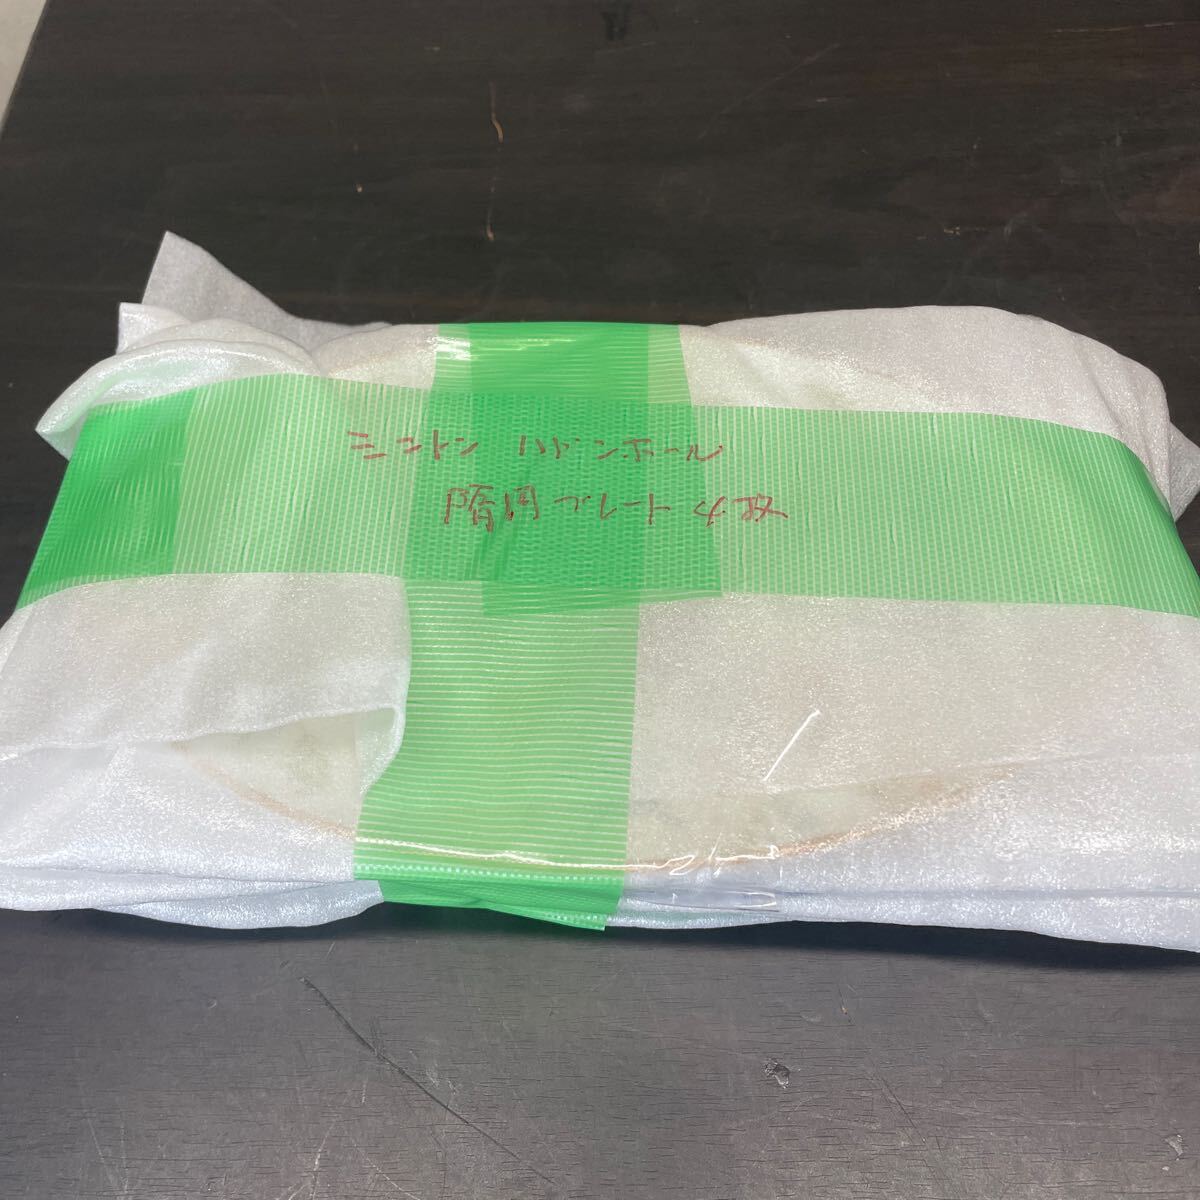 ミントン ハドンホール
楕円プレート4枚